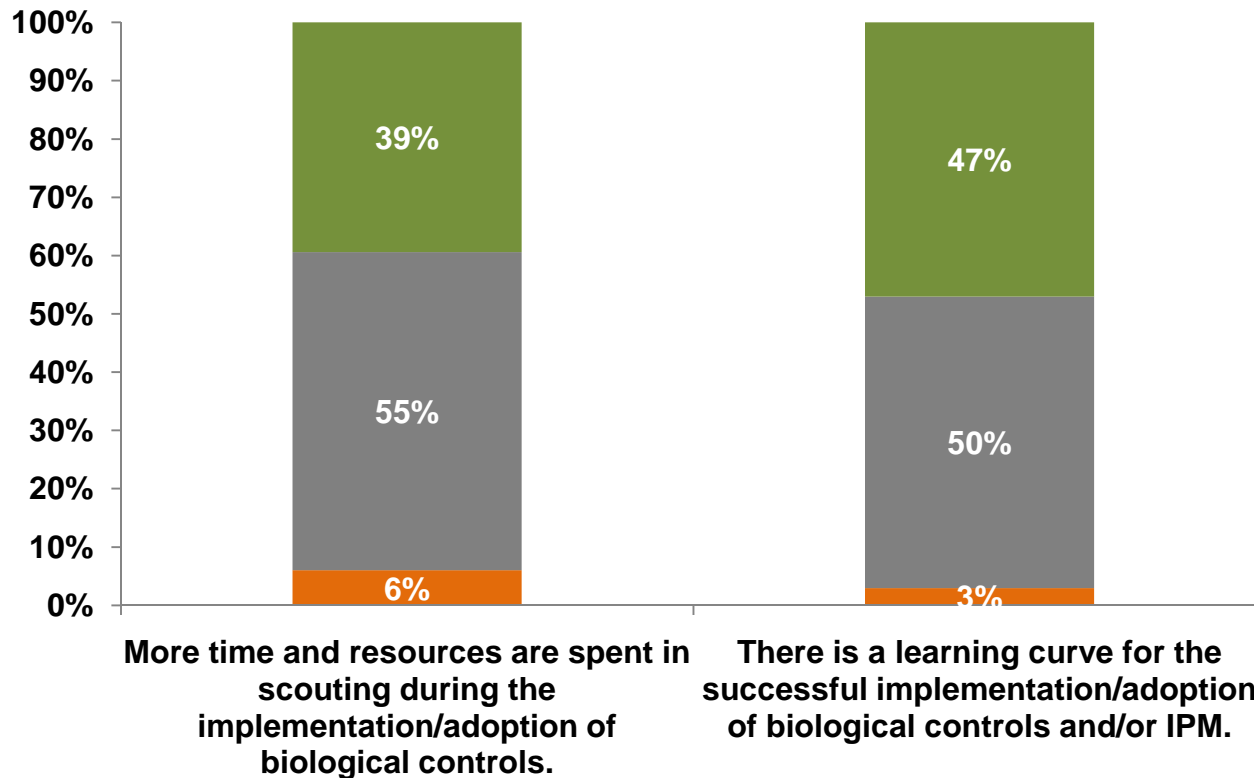 100%
90%
80%
70%
60%
50%
40%
30%
20%
10%
0%
39%
55%
6%
47%
50%
3%
More time and resources are spent in
scouting during the
implementation/adoption of
biological controls.
There is a learning curve for the
successful implementation/adoption
of biological controls and/or IPM.